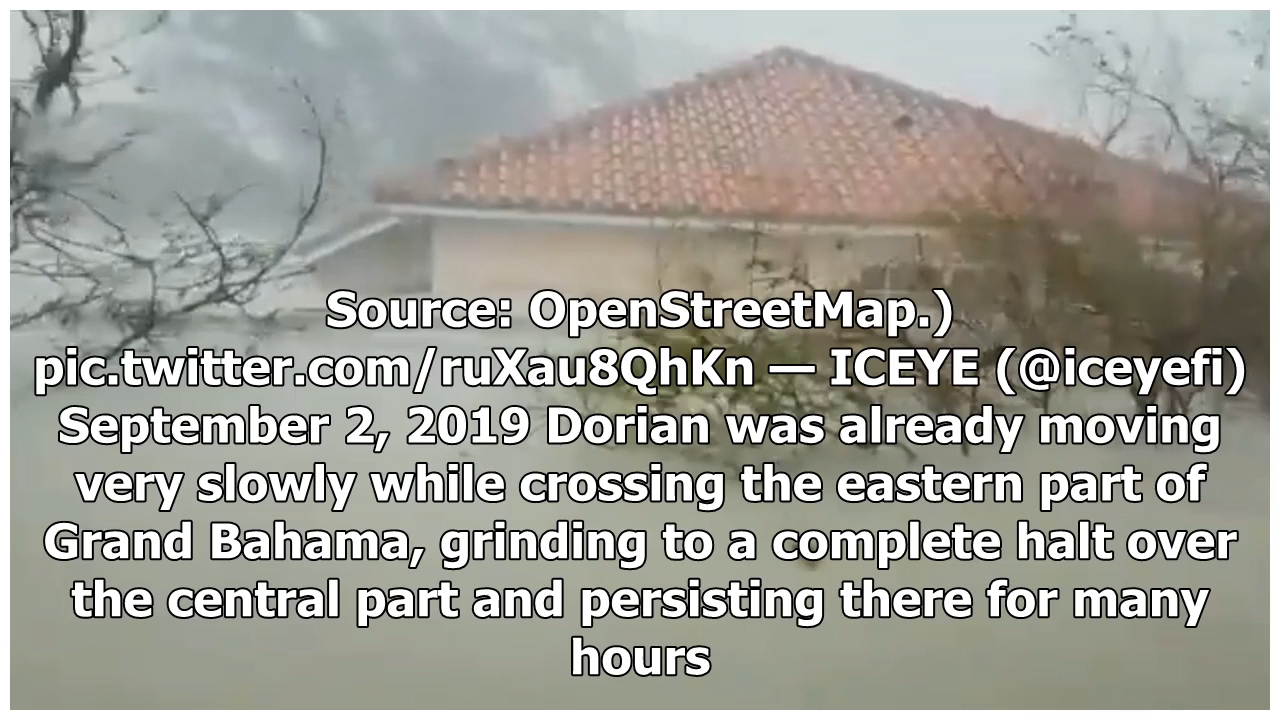 Source: OpenStreetMap.)
pic.twitter.com/ruXau8QhKn — ICEYE (@iceyefi)
September 2, 2019 Dorian was already moving
very slowly while crossing the eastern part of
Grand Bahama, grinding to a complete halt over
the central part and persisting there for many
hours